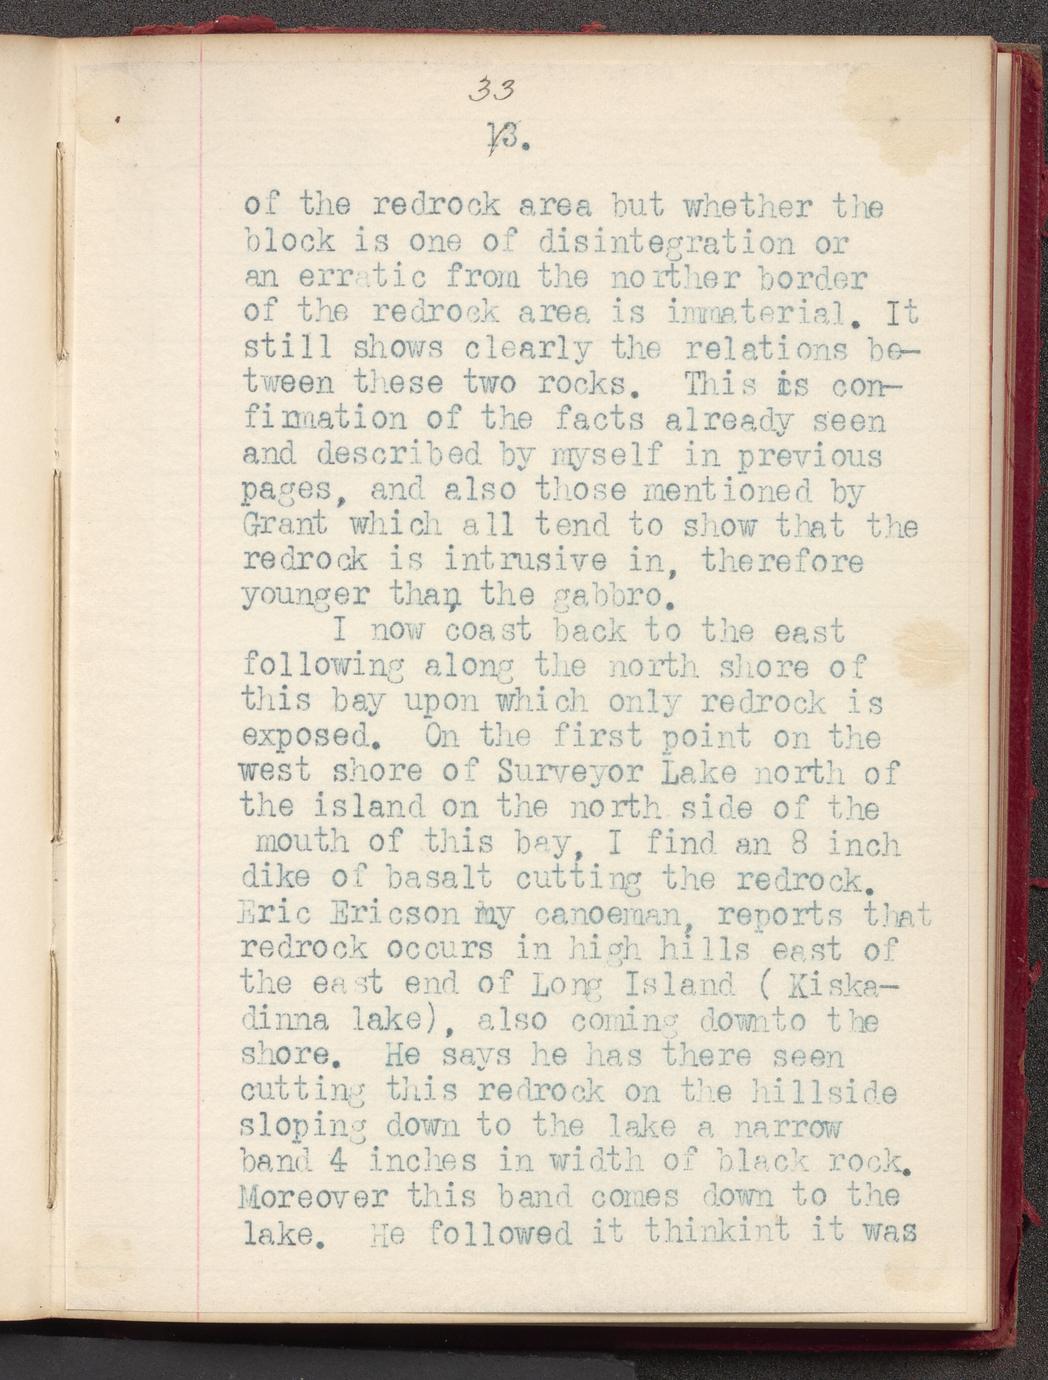 33
13.
of the redrock area but whether the
block is one of disintegration or
an erratic from the norther border
of the redrock area is immaterial. It
still shows clearly the relations be-
tween these two rocks.  This is con-
firmation of the facts already seen
and described by myself in previous
pages, and also those mentioned by
Grant which all tend to show that the
redrock is intrusive in, therefore
younger than the gabbro.
I now coast back to the east
following along the north shore of
this bay upon which only redrock is
exposed.  On the first point on the
west shore of Surveyor Lake north of
the island on the north side of the
mouth of this bay, I find an 8 inch
dike of basalt cutting the redrock.
Eric Ericson my canoeman, reports that
redrock occurs in high hills east of
the east end of Long Island ( Kiska-
dinna lake), also coming downto the
shore.  He says he has there seen
cutting this redrock on the hillside
sloping down to the lake a narrow
band 4 inches in width of black rock.
Moreover this band comes down to the
lake.  He followed it thinkint it was